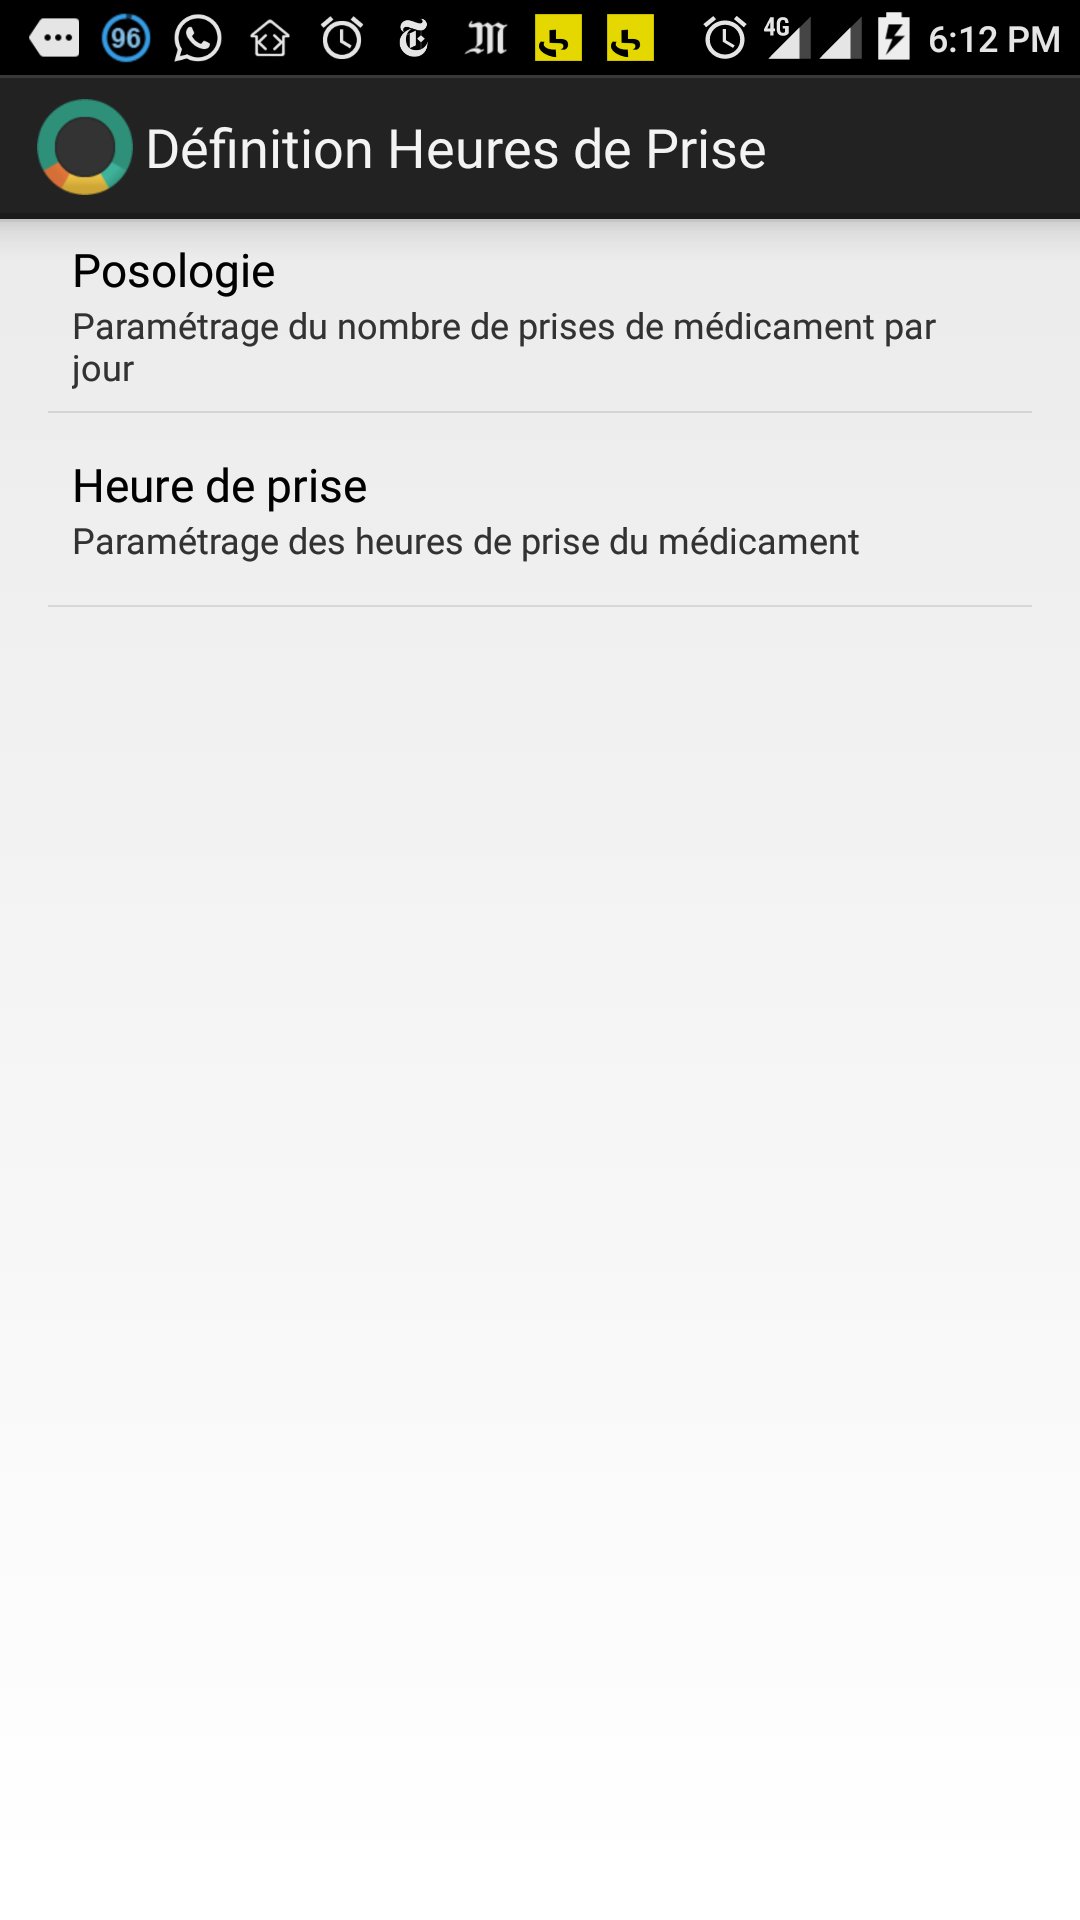 96
4G
6:12 PM
Définition Heures de Prise
Posologie
Paramétrage du nombre de prises de médicament par
jour
Heure de prise
Paramétrage des heures de prise du médicament